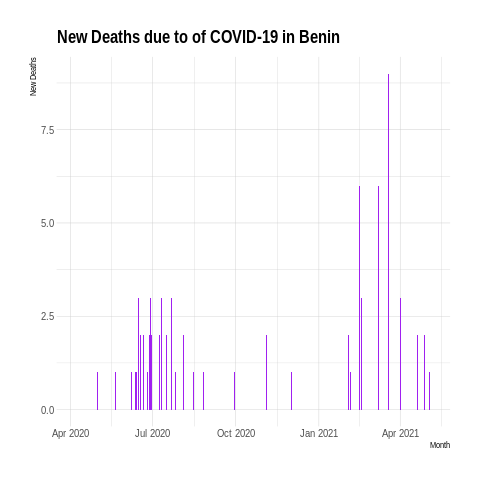 New Deaths due to of COVID-19 in Benin
New Deaths
7.5
5.0
2.5
0.0
Apr 2020 Jul 2020 Oct 2020 Jan 2021 Apr 2021
Month